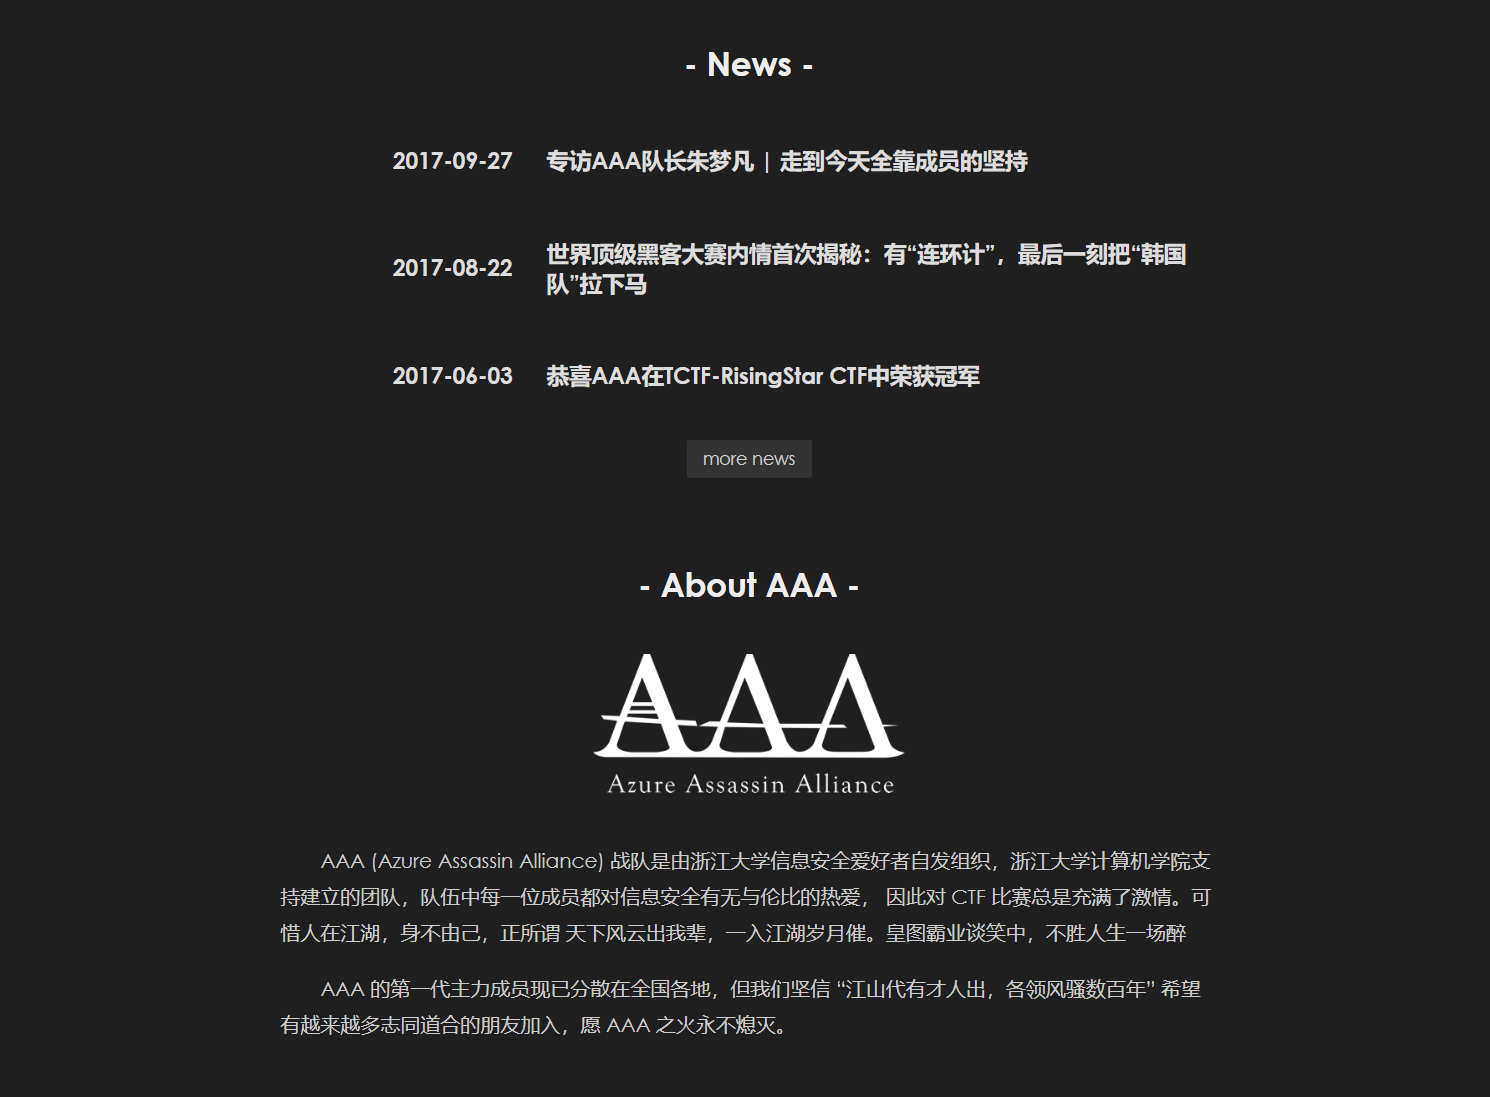 - News -
2017-09-27 专访AAA队长朱梦凡 | 走到今天全靠成员的坚持
世界顶级黑客大赛内情首次揭秘：有“连环计”，最后一刻把“韩国
2017-08-22
队”拉下马
2017-06-03 恭喜AAA在TCTF-RisingStar CTF中荣获冠军
more news
- About AAA -
AAA
Azure Assassin Alliance
AAA (Azure Assassin Alliance) 战队是由浙江大学信息安全爱好者自发组织，浙江大学计算机学院支
持建立的团队，队伍中每一位成员都对信息安全有无与伦比的热爱， 因此对 CTF 比赛总是充满了激情。可
惜人在江湖，身不由己，正所谓 天下风云出我辈，一入江湖岁月催。皇图霸业谈笑中，不胜人生一场醉
AAA 的第一代主力成员现已分散在全国各地，但我们坚信 “江山代有才人出，各领风骚数百年” 希望
有越来越多志同道合的朋友加入，愿 AAA 之火永不熄灭。